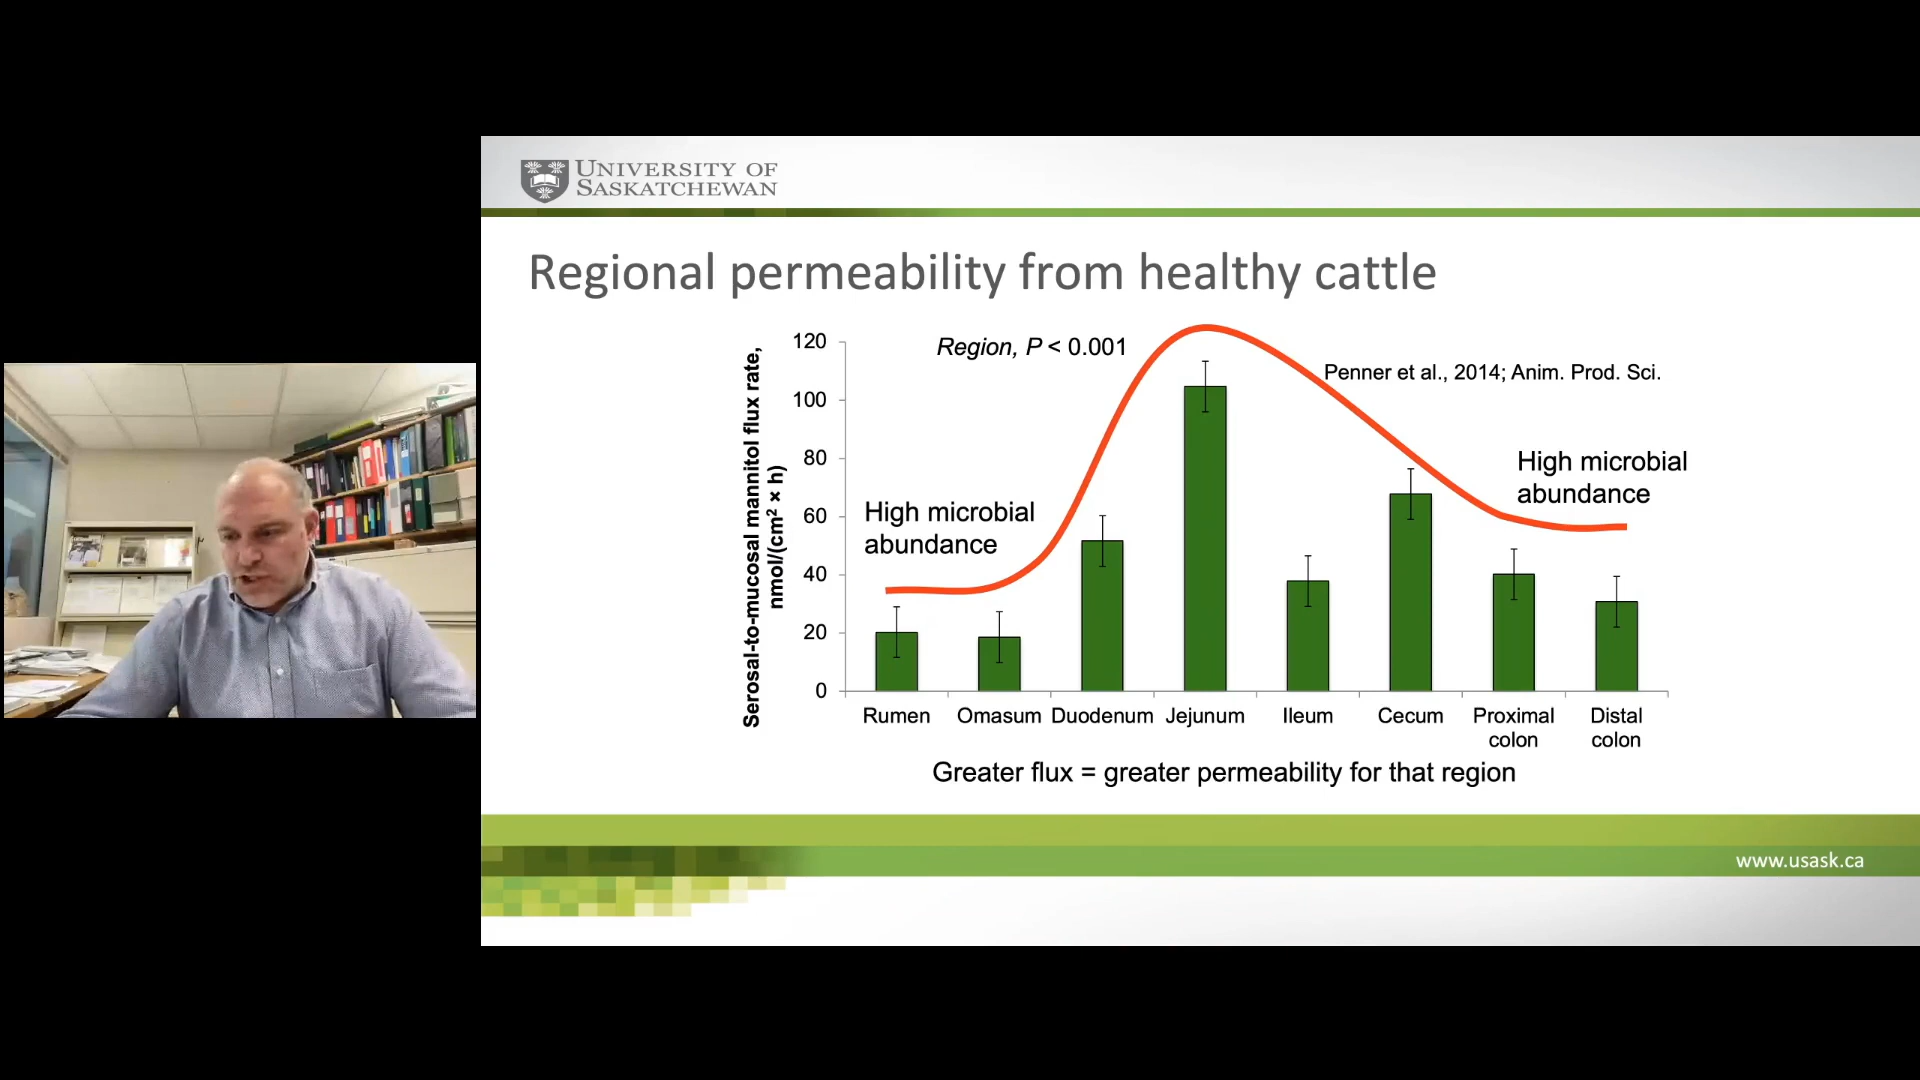 UNIVERSITY OF
SASKATCHEWAN
Regional permeability from healthy cattle
Serosal-to-mucosal mannitol flux rate,
nmol/(cm² × h)
120
100
80
60
40
20
0
Region, P < 0.001
Penner et al., 2014; Anim. Prod. Sci.
High microbial
abundance
High microbial
abundance
Rumen Omasum Duodenum Jejunum Ileum Cecum Proximal Distal
colon colon
Greater flux = greater permeability for that region
www.usask.ca